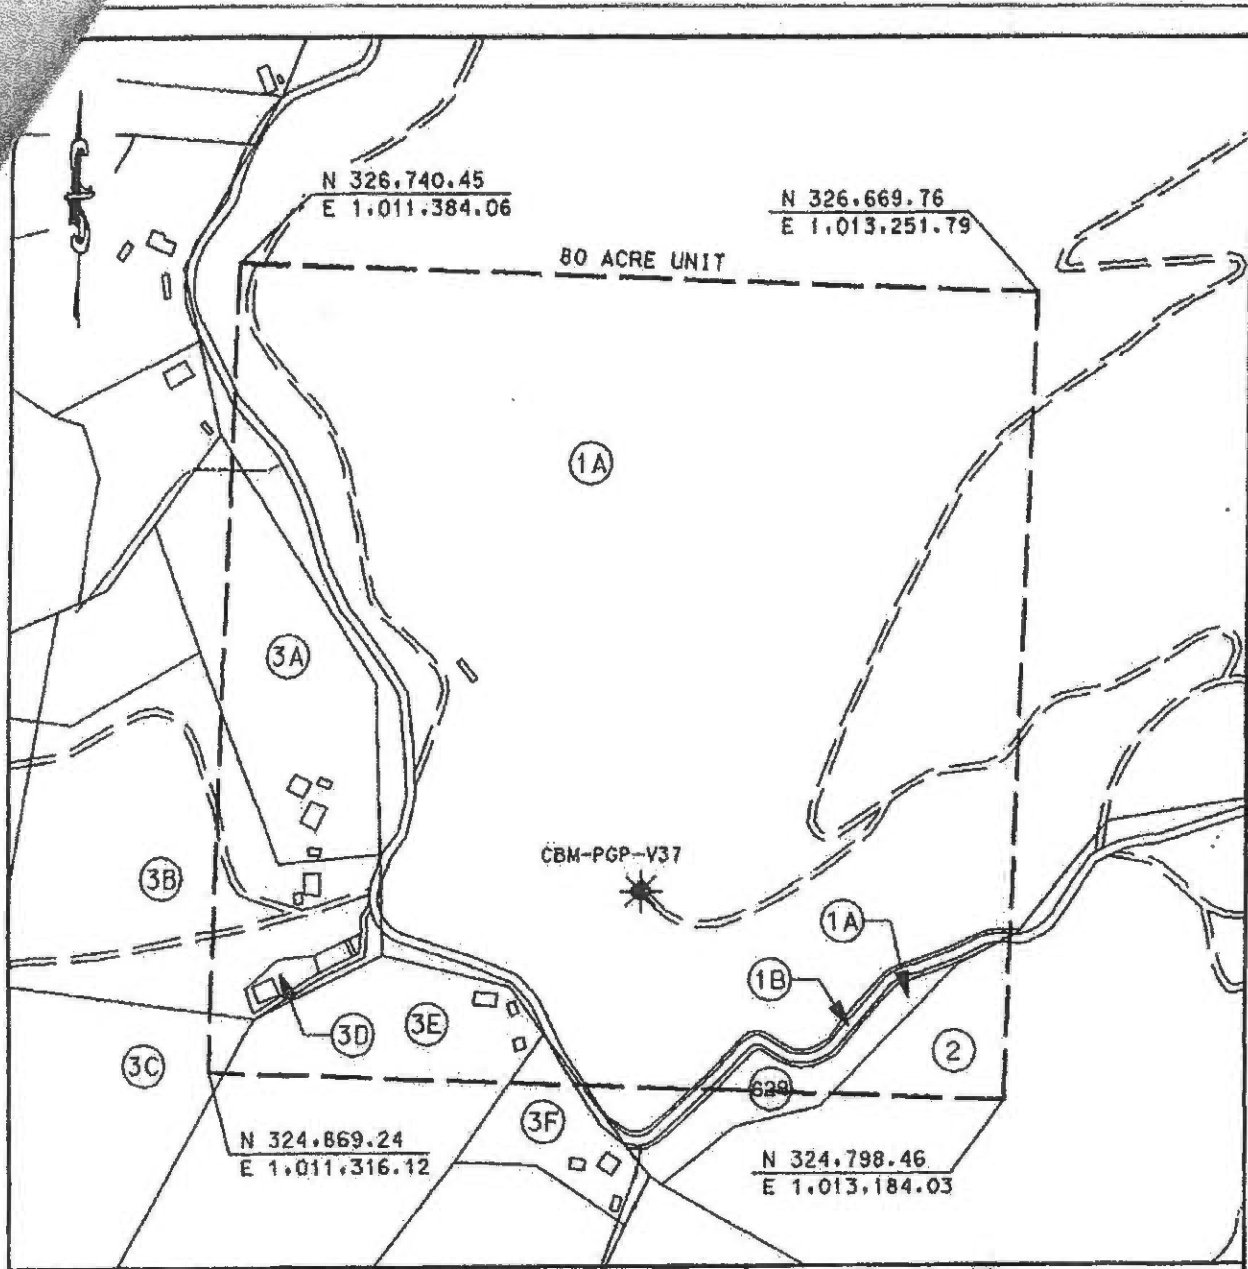 N 326,740.45
E 1,011,384.06
N 326,669.76
E 1,013,251.79
80 ACRE UNIT
1A
3A
CBM-PGP-V37
3B
1A
1B
3E
3D
2
3C
629
3F
N 324,869.24
E 1,011,316.12
N 324,798.46
E 1,013,184.03